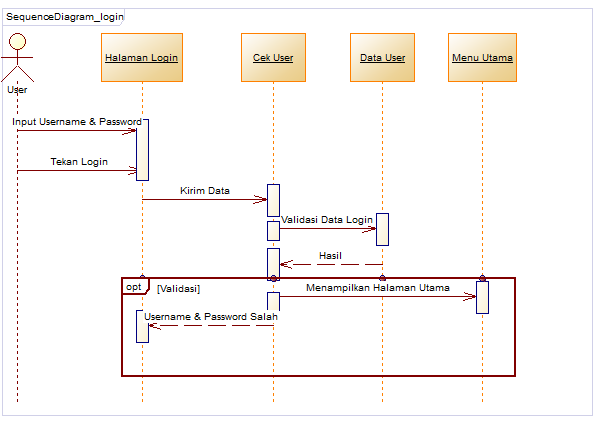 SequenceDiagram_login
Halaman Login
Cek User
Data User
Menu Utama
User
Input Username & Password
Tekan Login
Kirim Data
Validasi Data Login
Hasil
opt
[Validasi]
Menampilkan Halaman Utama
Username & Password Salah